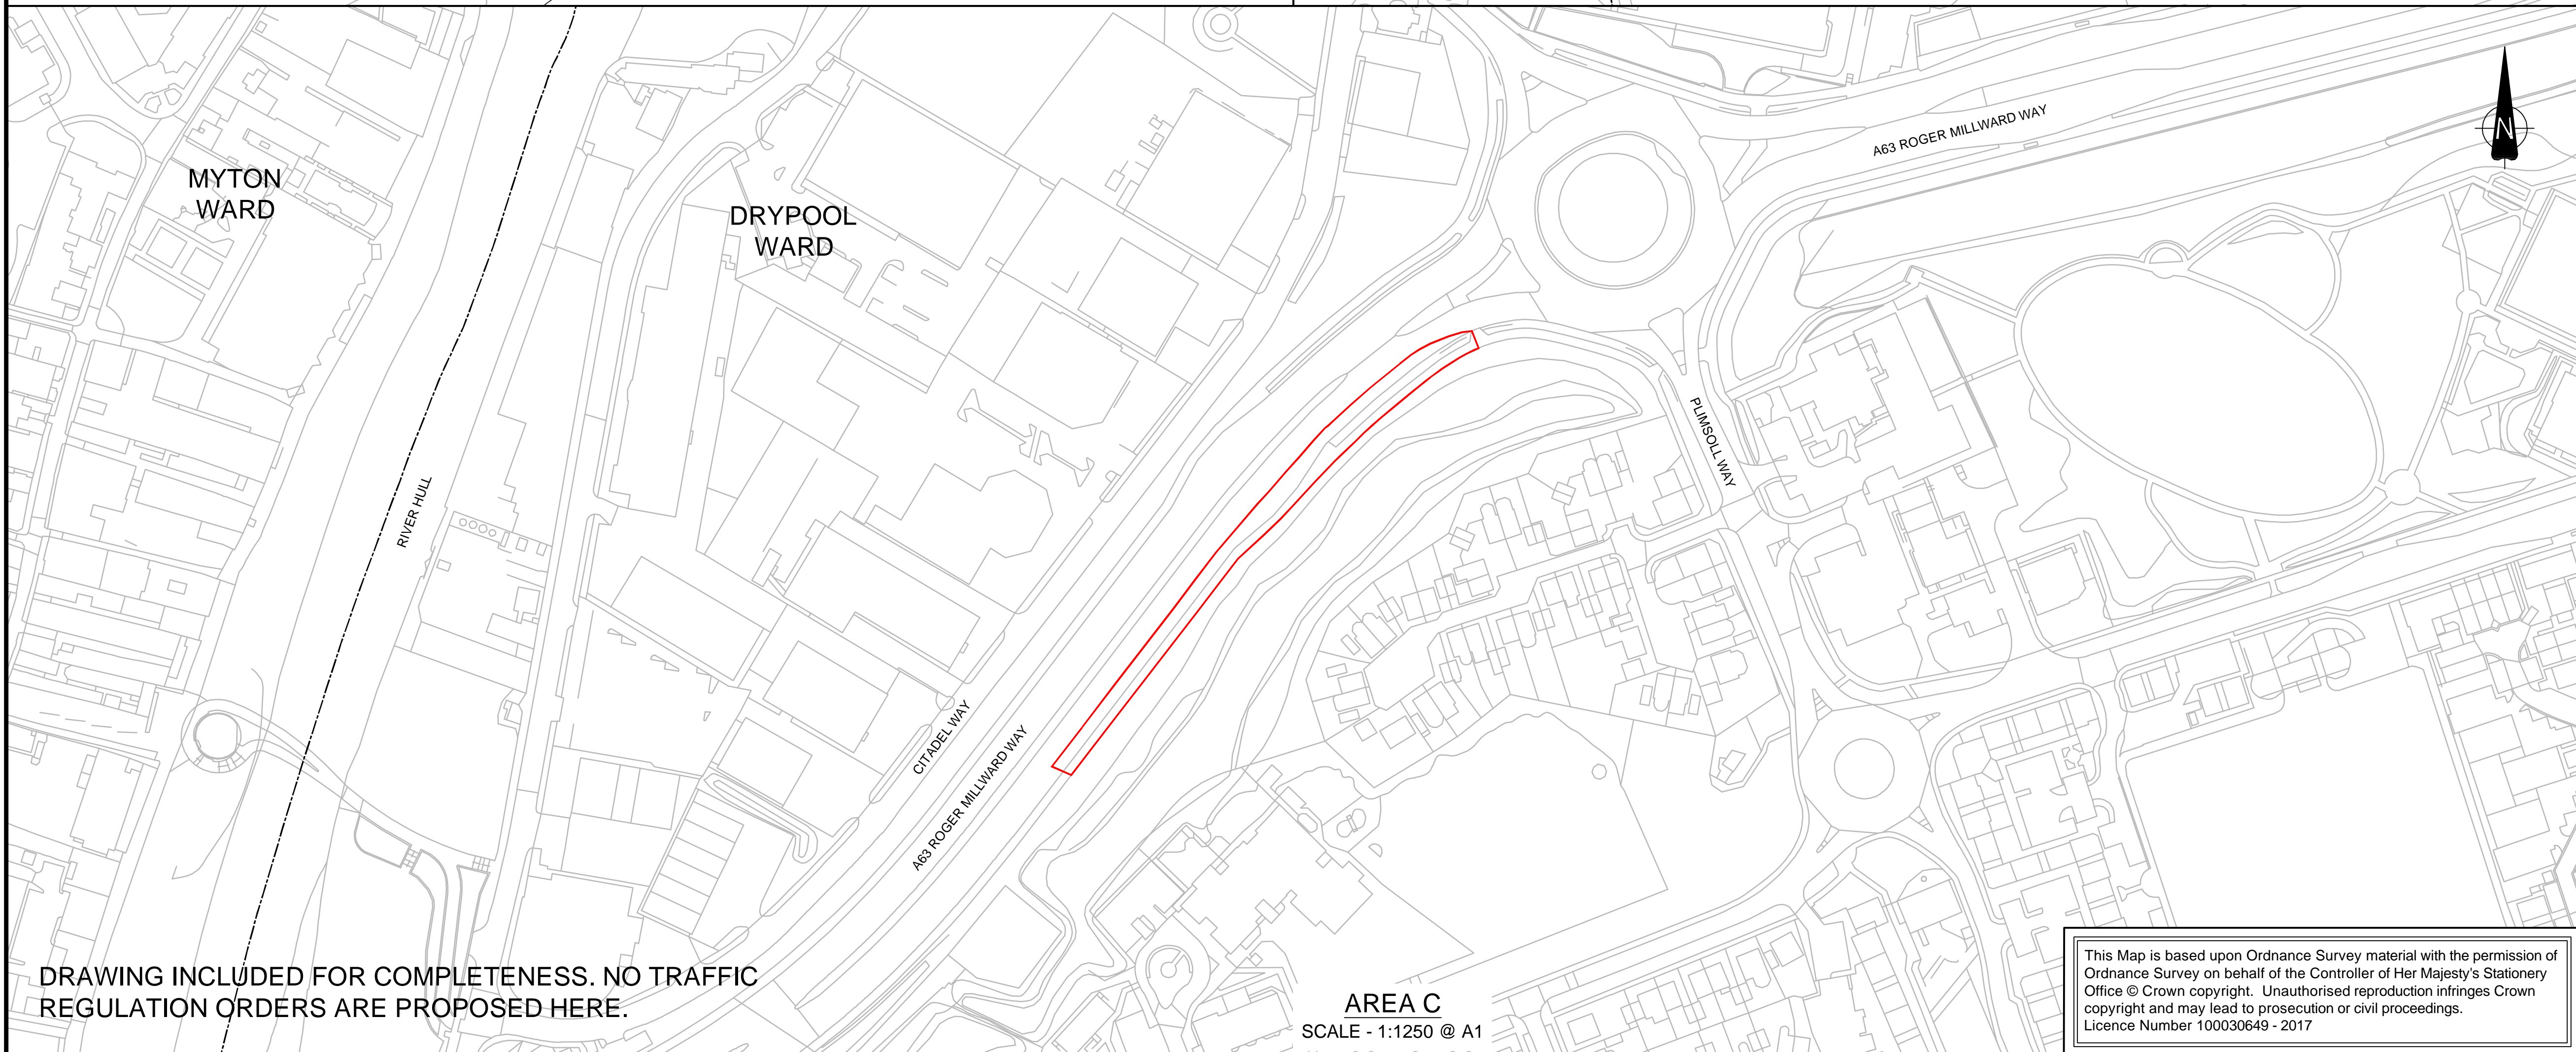 A63 ROGER MILLWARD WAY
N
MYTON
WARD
DRYPOOL
WARD
PLIMSOLL WAY
RIVER HULL
CITADEL WAY
A63 ROGER MILLWARD WAY
DRAWING INCLUDED FOR COMPLETENESS. NO TRAFFIC
REGULATION ORDERS ARE PROPOSED HERE.
AREA C
SCALE - 1:1250 @ A1
This Map is based upon Ordnance Survey material with the permission of
Ordnance Survey on behalf of the Controller of Her Majesty's Stationery
Office © Crown copyright. Unauthorised reproduction infringes Crown
copyright and may lead to prosecution or civil proceedings.
Licence Number 100030649 - 2017